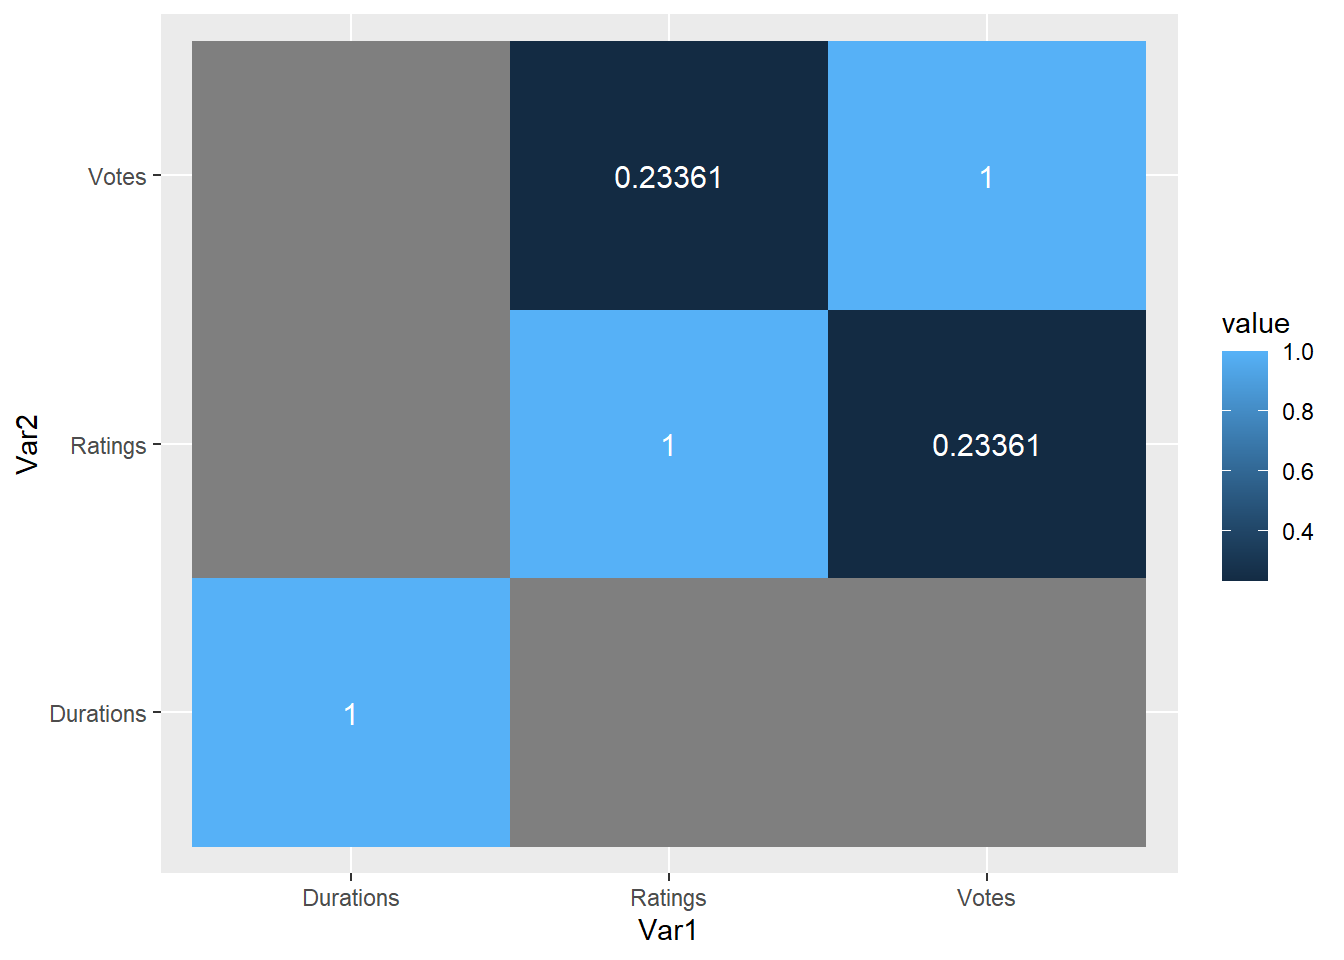 Votes
0.23361
1
Ratings
1
0.23361
Durations
1
Durations
Ratings
Votes
Var1
Var2
value
1.0
0.8
0.6
0.4